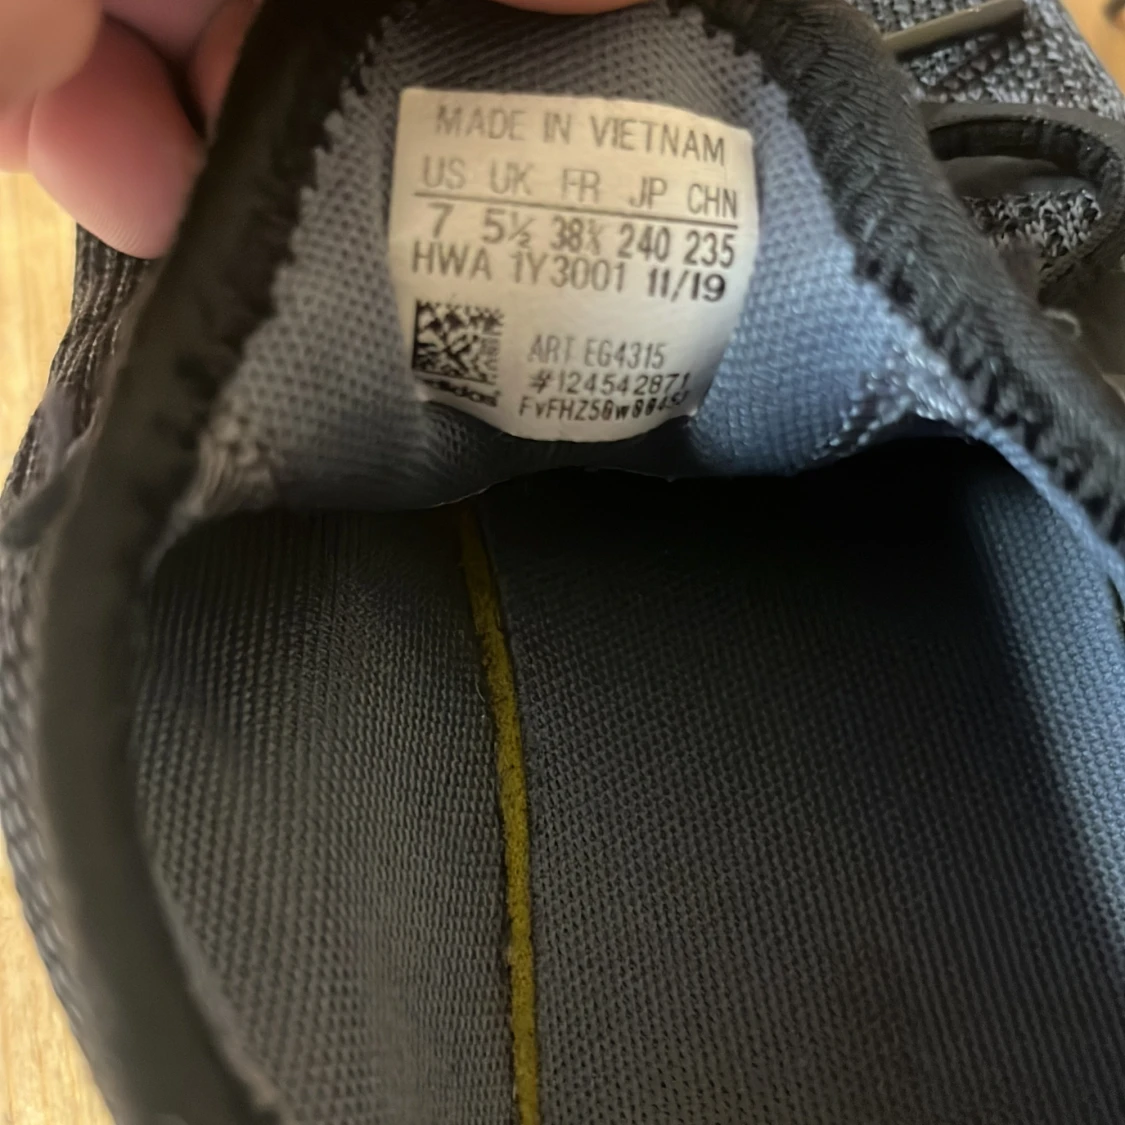 MADE IN VIETNAM
US UK FR JP CHN
7 5½ 38⅔ 240 235
HWA 1Y3001 11/19
ART EG4315
#124542871
adidas